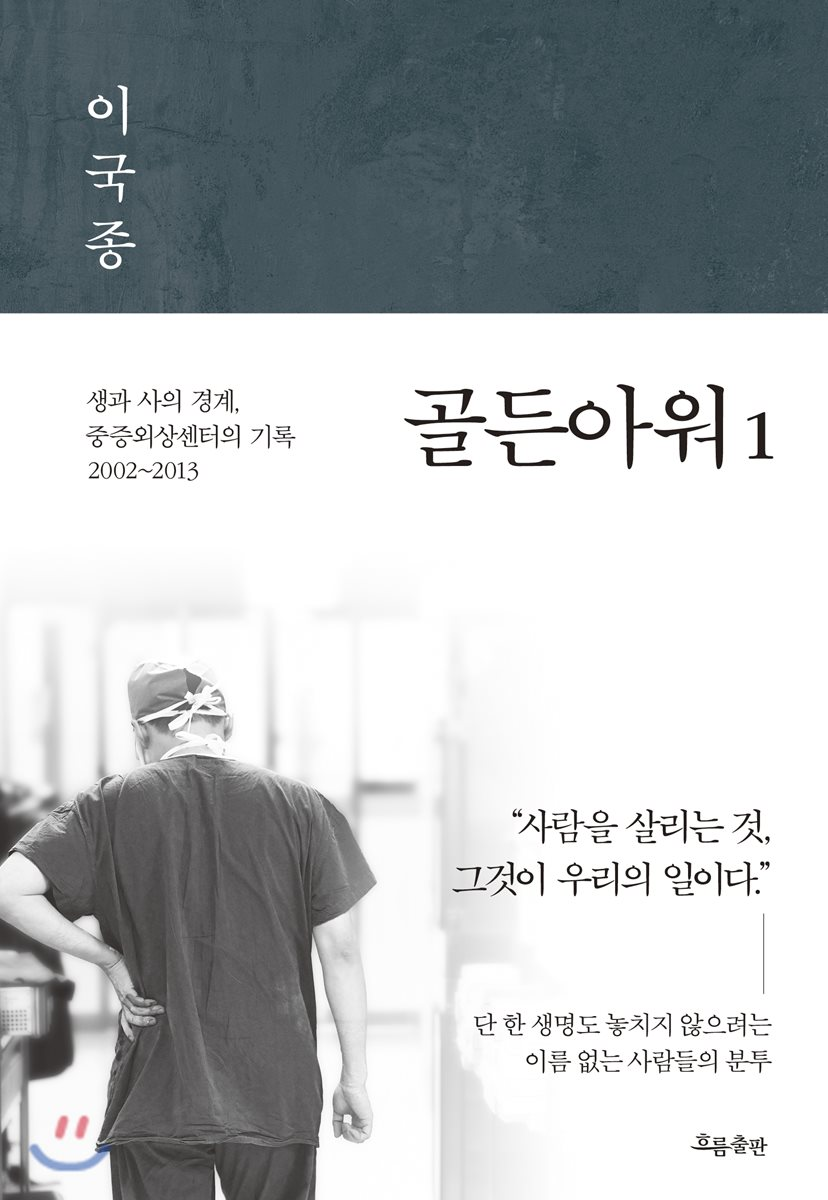 이국종
생과 사의 경계,
중증외상센터의 기록
2002~2013
골든아워 1
“사람을 살리는 것,
그것이 우리의 일이다.”
단 한 생명도 놓치지 않으려는
이름 없는 사람들의 분투
흐름출판